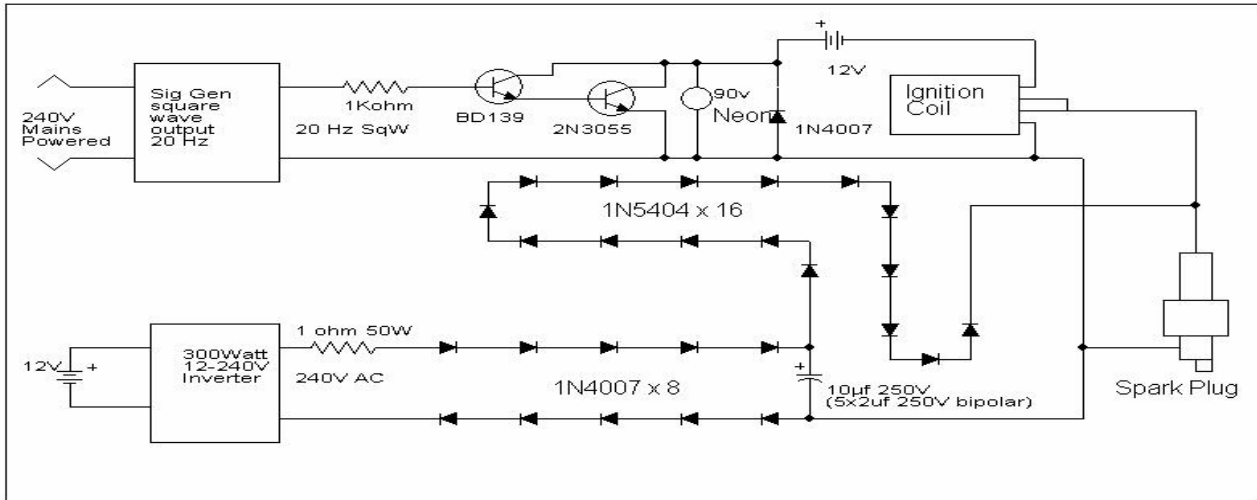 240V
Mains
Powered
Sig Gen
square
wave
output
20 Hz
1Kohm
20 Hz SqW
BD139
2N3055
90v
Neon
+
12V
1N4007
Ignition
Coil
1N5404 x 16
12V
+
300Watt
12-240V
Inverter
1 ohm 50W
240V AC
1N4007 x 8
+
10µf 250V
(5x2uf 250V bipolar)
Spark Plug